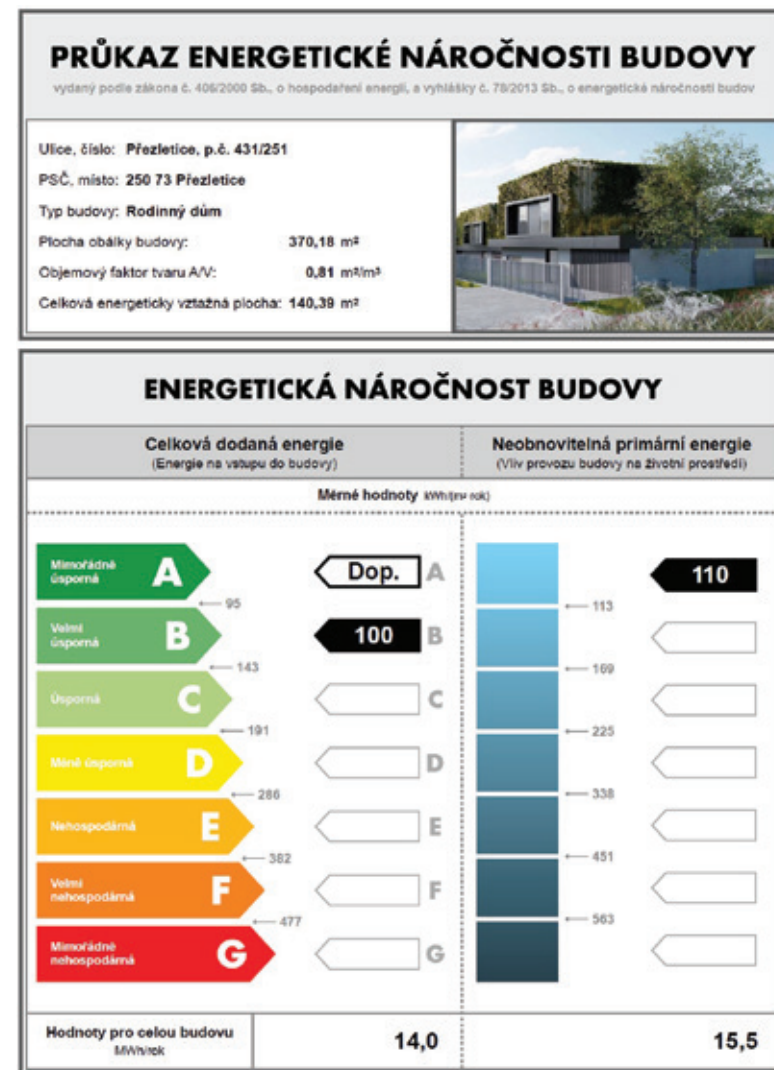 PRŮKAZ ENERGETICKÉ NÁROČNOSTI BUDOVY
vydaný podle zákona č. 406/2000 Sb., o hospodaření energií, a vyhlášky č. 78/2013 Sb., o energetické náročnosti budov
Ulice, číslo: Přezletice, p.č. 431/251
PSČ, místo: 250 73 Přezletice
Typ budovy: Rodinný dům
Plocha obálky budovy: 370,18 m²
Objemový faktor tvaru A/V: 0,81 m²/m³
Celková energeticky vztažná plocha: 140,39 m²
ENERGETICKÁ NÁROČNOST BUDOVY
Celková dodaná energie
(Energie na vstupu do budovy)
Neobnovitelná primární energie
(Vliv provozu budovy na životní prostředí)
Měrné hodnoty kWh/(m² rok)
Mimořádně úsporná A Dop. A 110
95 113
Velmi úsporná B 100 B
143 169
Úsporná C C
191 225
Méně úsporná D D
286 338
Nehospodárná E E
382 451
Velmi nehospodárná F F
477 563
Mimořádně nehospodárná G G
Hodnoty pro celou budovu
MWh/rok
14,0 15,5